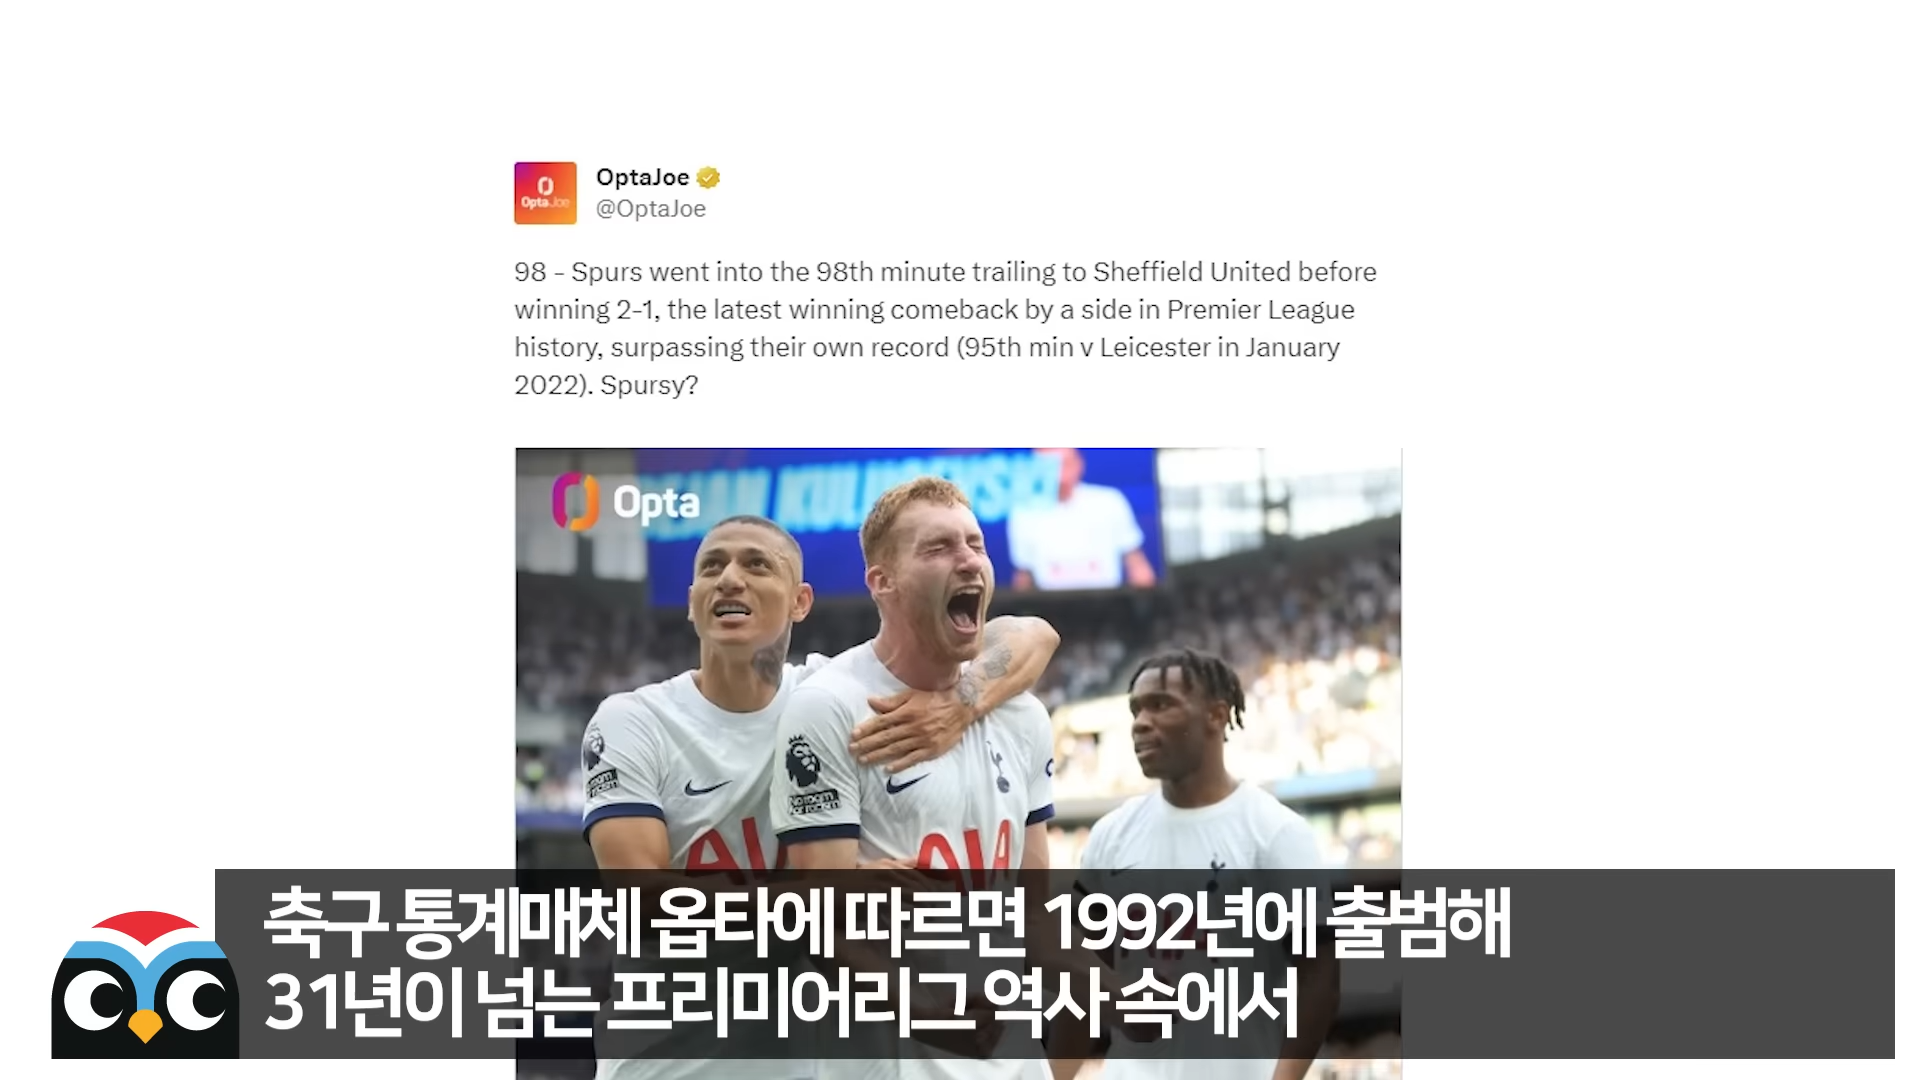 OptaJoe
@OptaJoe
OptaJoe
98 - Spurs went into the 98th minute trailing to Sheffield United before
winning 2-1, the latest winning comeback by a side in Premier League
history, surpassing their own record (95th min v Leicester in January
2022). Spursy?
Opta
AIA
축구 통계매체 옵타에 따르면 1992년에 출범해
31년이 넘는 프리미어리그 역사 속에서